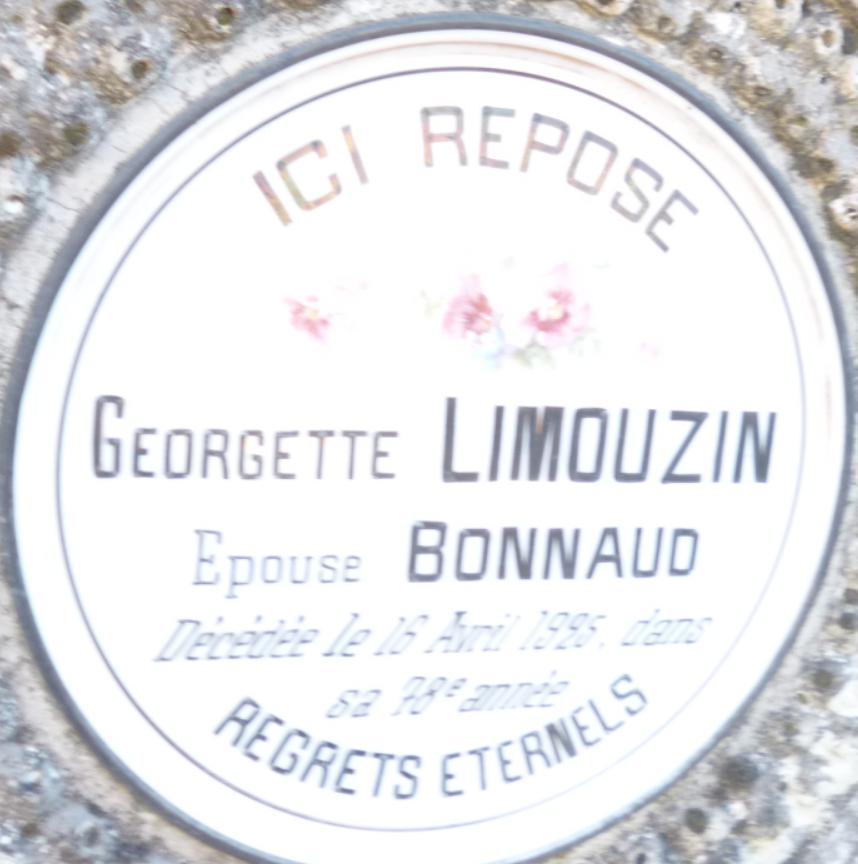 ICI REPOSE
GEORGETTE LIMOUZIN
Epouse BONNAUD
Décédée le 16 Avril 1925, dans
sa 78e année
REGRETS ETERNELS